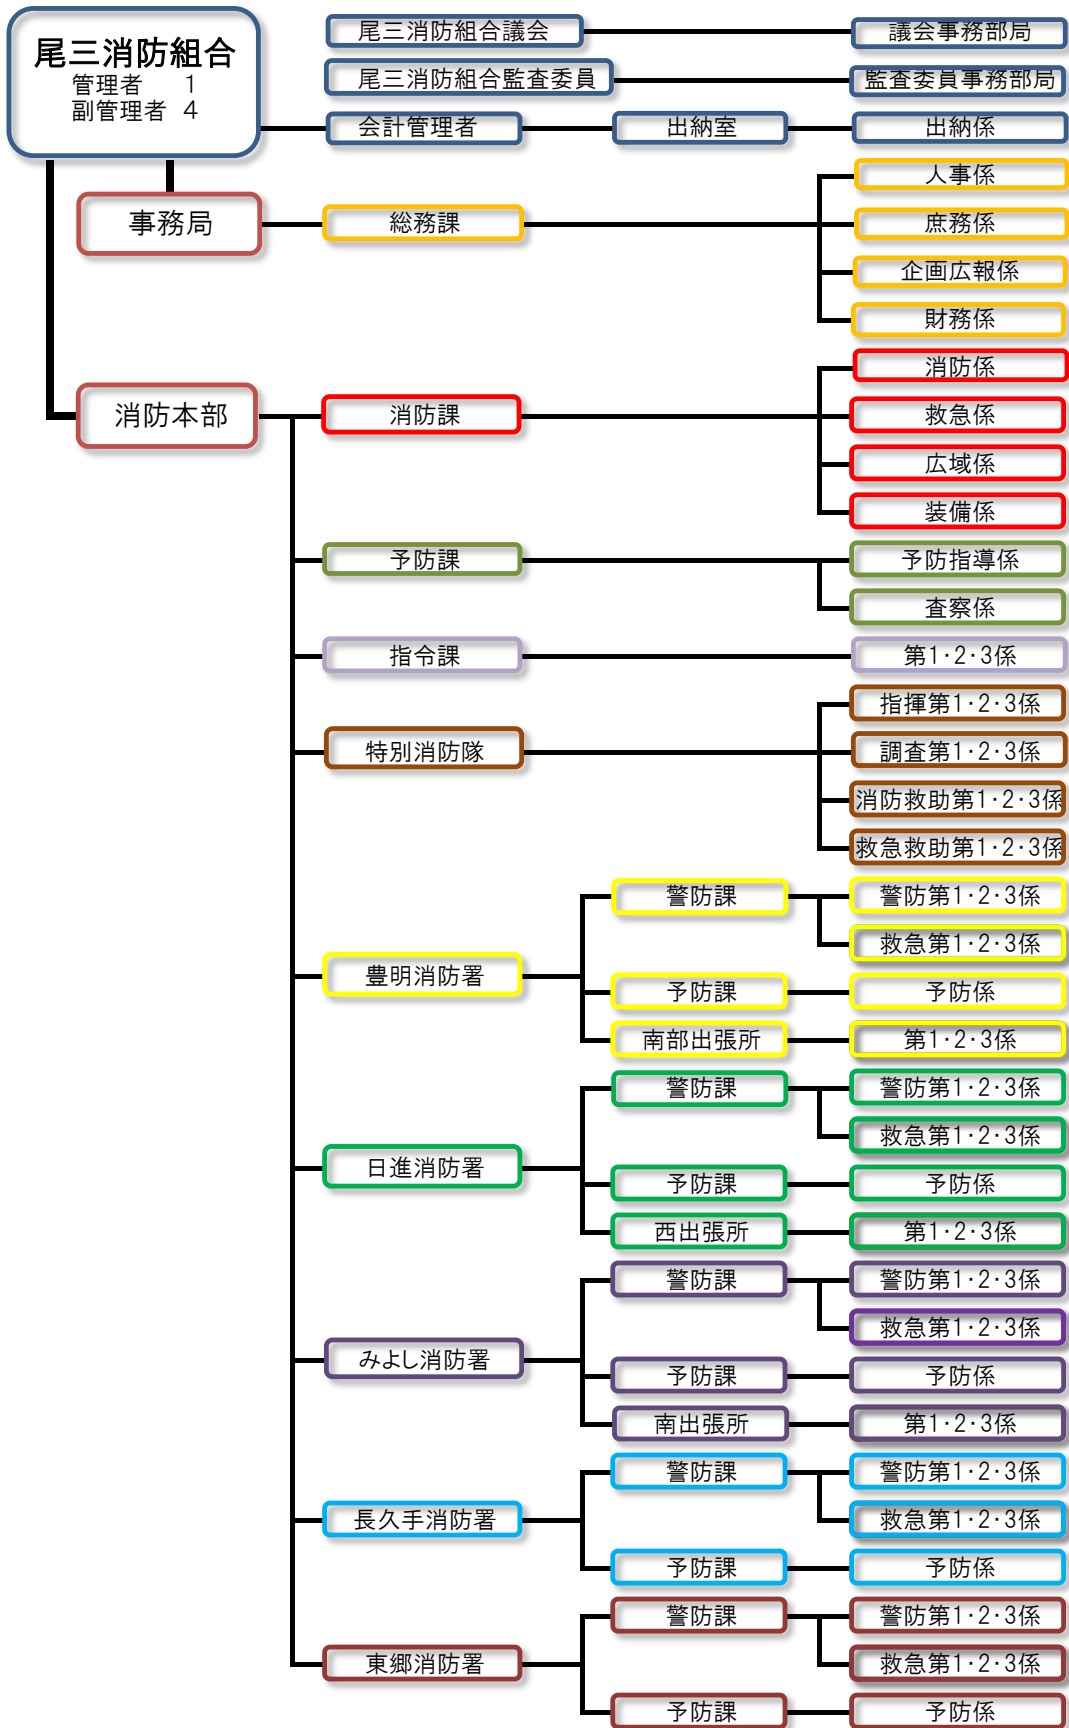 尾三消防組合
管理者 1
副管理者 4
尾三消防組合議会
議会事務部局
尾三消防組合監査委員
監査委員事務部局
会計管理者
出納室
出納係
事務局
総務課
人事係
庶務係
企画広報係
財務係
消防本部
消防課
消防係
救急係
広域係
装備係
予防課
予防指導係
査察係
指令課
第1・2・3係
特別消防隊
指揮第1・2・3係
調査第1・2・3係
消防救助第1・2・3係
救急救助第1・2・3係
豊明消防署
警防課
警防第1・2・3係
救急第1・2・3係
予防課
予防係
南部出張所
第1・2・3係
日進消防署
警防課
警防第1・2・3係
救急第1・2・3係
予防課
予防係
西出張所
第1・2・3係
みよし消防署
警防課
警防第1・2・3係
救急第1・2・3係
予防課
予防係
南出張所
第1・2・3係
長久手消防署
警防課
警防第1・2・3係
救急第1・2・3係
予防課
予防係
東郷消防署
警防課
警防第1・2・3係
救急第1・2・3係
予防課
予防係